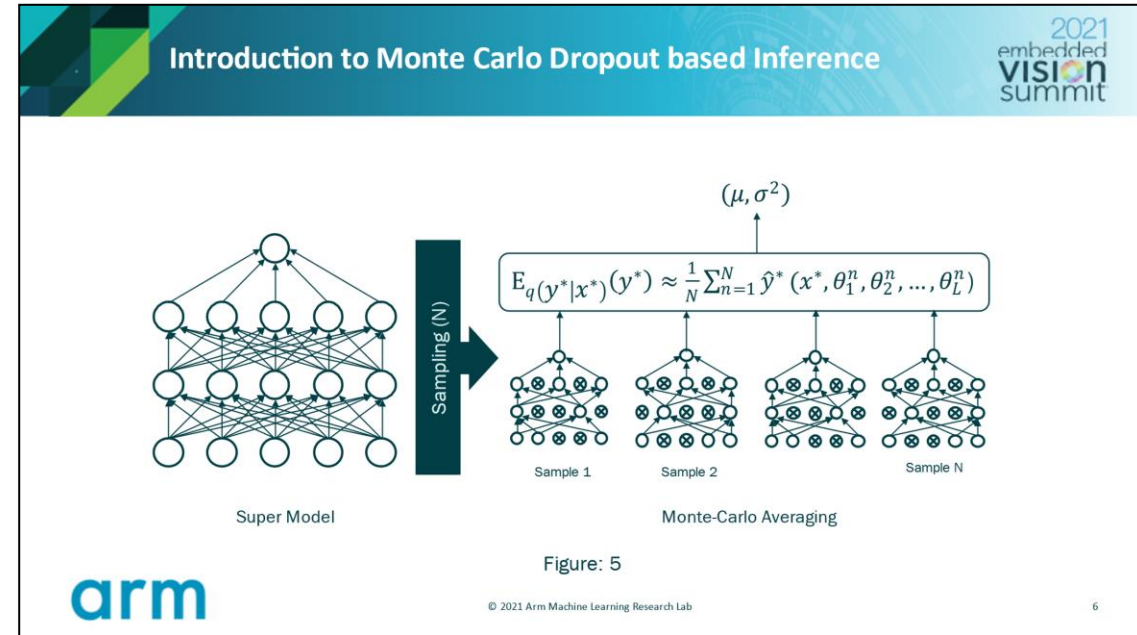 Introduction to Monte Carlo Dropout based Inference
2021
embedded
VISION
summit
(μ, σ²)
E_{q(y*|x*)}(y*) ≈ 1/N ∑_{n=1}^{N} ŷ* (x*, θ_1^n, θ_2^n, ..., θ_L^n)
Sampling (N)
Sample 1
Sample 2
Sample N
Super Model
Monte-Carlo Averaging
Figure: 5
arm
© 2021 Arm Machine Learning Research Lab
6